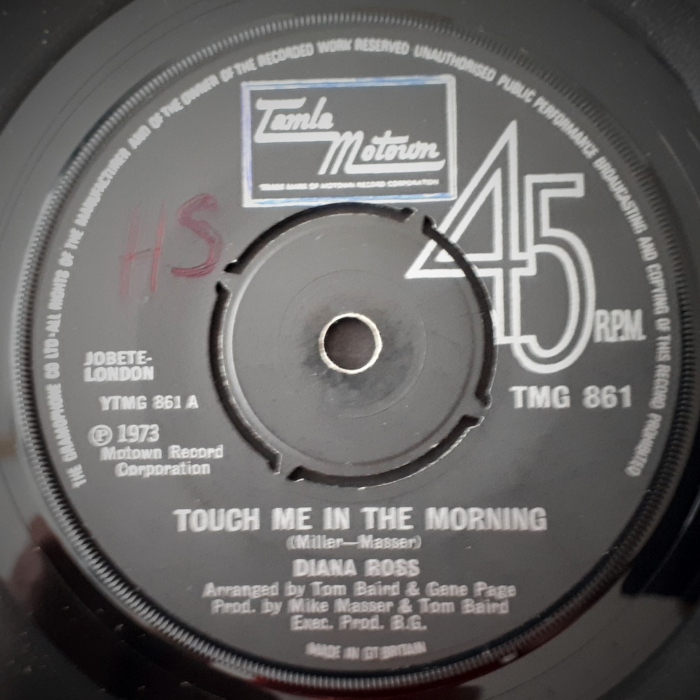 THE GRAMOPHONE CO LTD•ALL RIGHTS OF THE MANUFACTURER AND OF THE OWNER OF THE RECORDED WORK RESERVED UNAUTHORISED PUBLIC PERFORMANCE BROADCASTING AND COPYING OF THIS RECORD PROHIBITED
Tamla
Motown
TRADE MARK OF MOTOWN RECORD CORPORATION
HS
45
R.P.M.
JOBETE-
LONDON
YTMG 861 A
TMG 861
℗ 1973
Motown Record
Corporation
TOUCH ME IN THE MORNING
(Miller—Masser)
DIANA ROSS
Arranged by Tom Baird & Gene Page
Prod. by Mike Masser & Tom Baird
Exec. Prod. B.G.
MADE IN GT BRITAIN